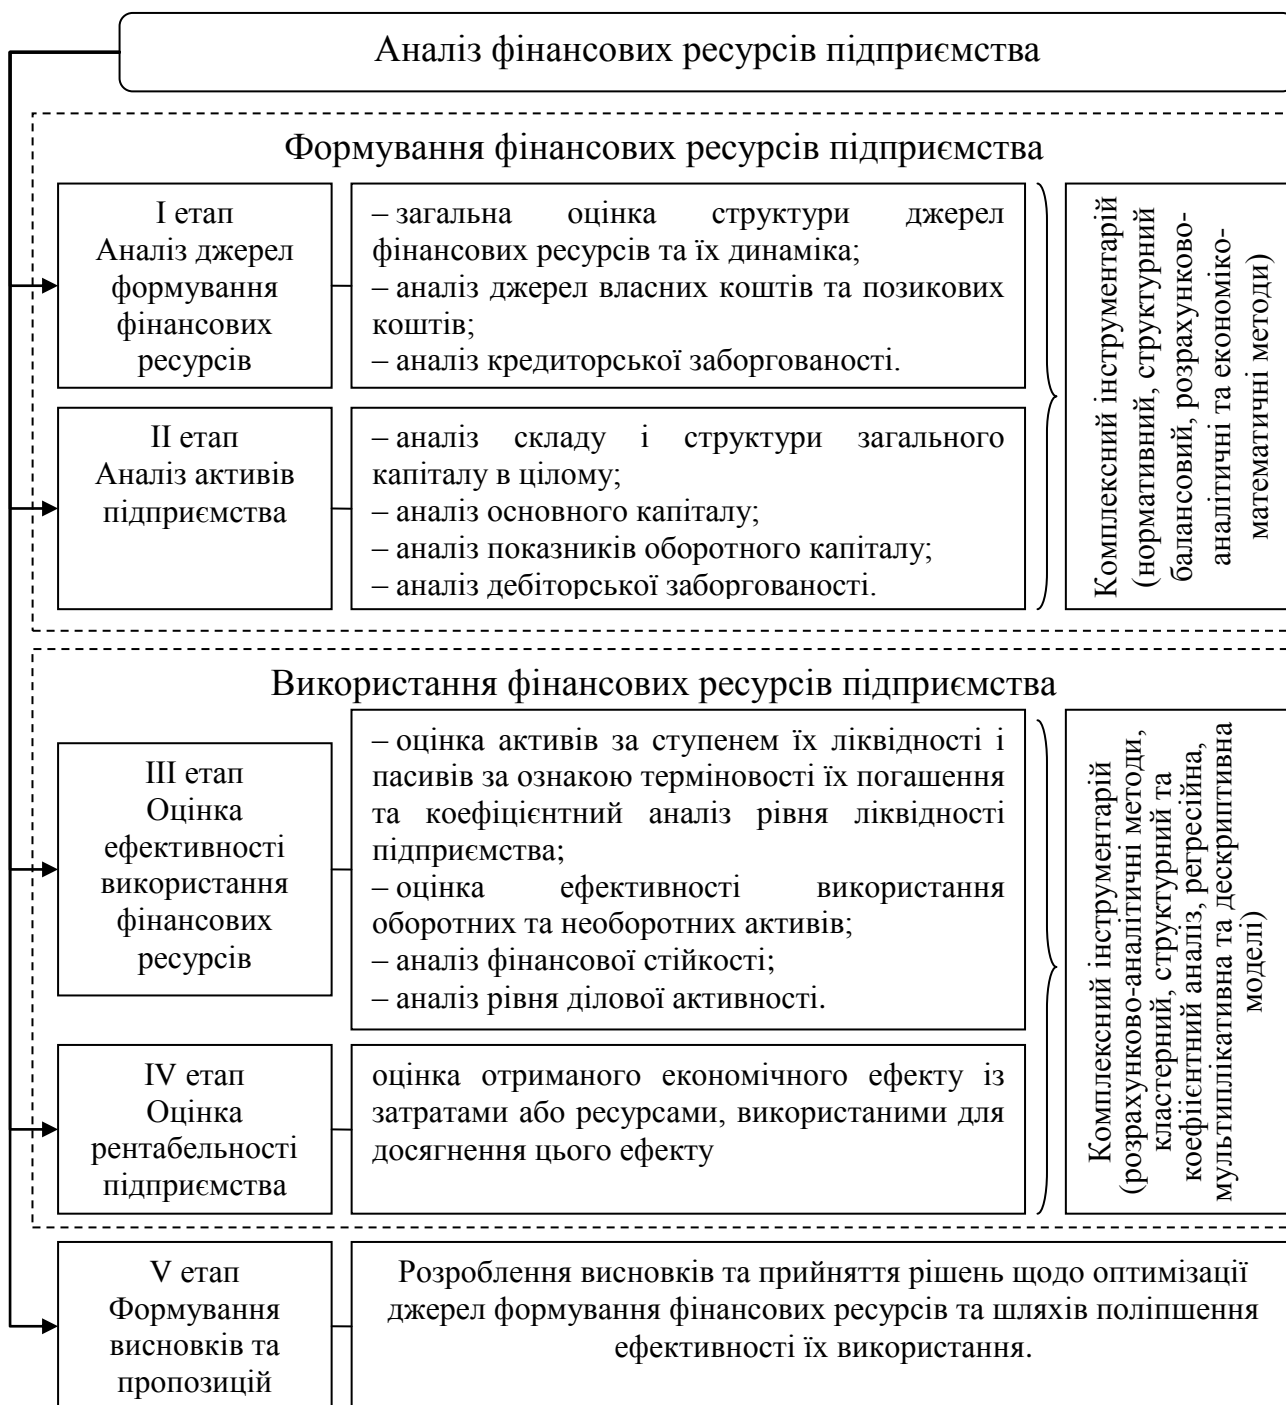 Аналіз фінансових ресурсів підприємства
Формування фінансових ресурсів підприємства
І етап
Аналіз джерел
формування
фінансових
ресурсів
– загальна оцінка структури джерел
фінансових ресурсів та їх динаміка;
– аналіз джерел власних коштів та позикових
коштів;
– аналіз кредиторської заборгованості.
ІІ етап
Аналіз активів
підприємства
– аналіз складу і структури загального
капіталу в цілому;
– аналіз основного капіталу;
– аналіз показників оборотного капіталу;
– аналіз дебіторської заборгованості.
Комплексний інструментарій
(нормативний, структурний
балансовий, розрахунково-
аналітичні та економіко-
математичні методи)
Використання фінансових ресурсів підприємства
ІІІ етап
Оцінка
ефективності
використання
фінансових
ресурсів
– оцінка активів за ступенем їх ліквідності і
пасивів за ознакою терміновості їх погашення
та коефіцієнтний аналіз рівня ліквідності
підприємства;
– оцінка ефективності використання
оборотних та необоротних активів;
– аналіз фінансової стійкості;
– аналіз рівня ділової активності.
IV етап
Оцінка
рентабельності
підприємства
оцінка отриманого економічного ефекту із
затратами або ресурсами, використаними для
досягнення цього ефекту
Комплексний інструментарій
(розрахунково-аналітичні методи,
кластерний, структурний та
коефіієнтний аналіз, регресійна,
мультиплікативна та дескриптивна
моделі)
V етап
Формування
висновків та
пропозицій
Розроблення висновків та прийняття рішень щодо оптимізації
джерел формування фінансових ресурсів та шляхів поліпшення
ефективності їх використання.